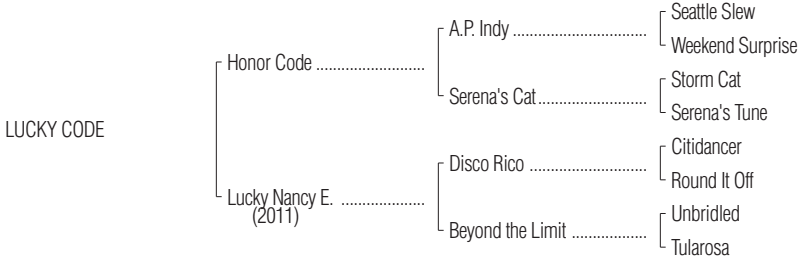 Seattle Slew
A.P. Indy ..............................
Weekend Surprise
Honor Code ........................
Storm Cat
Serena's Cat.........................
Serena's Tune
LUCKY CODE
Citidancer
Disco Rico ..........................
Round It Off
Lucky Nancy E. ...................
(2011)
Unbridled
Beyond the Limit .................
Tularosa